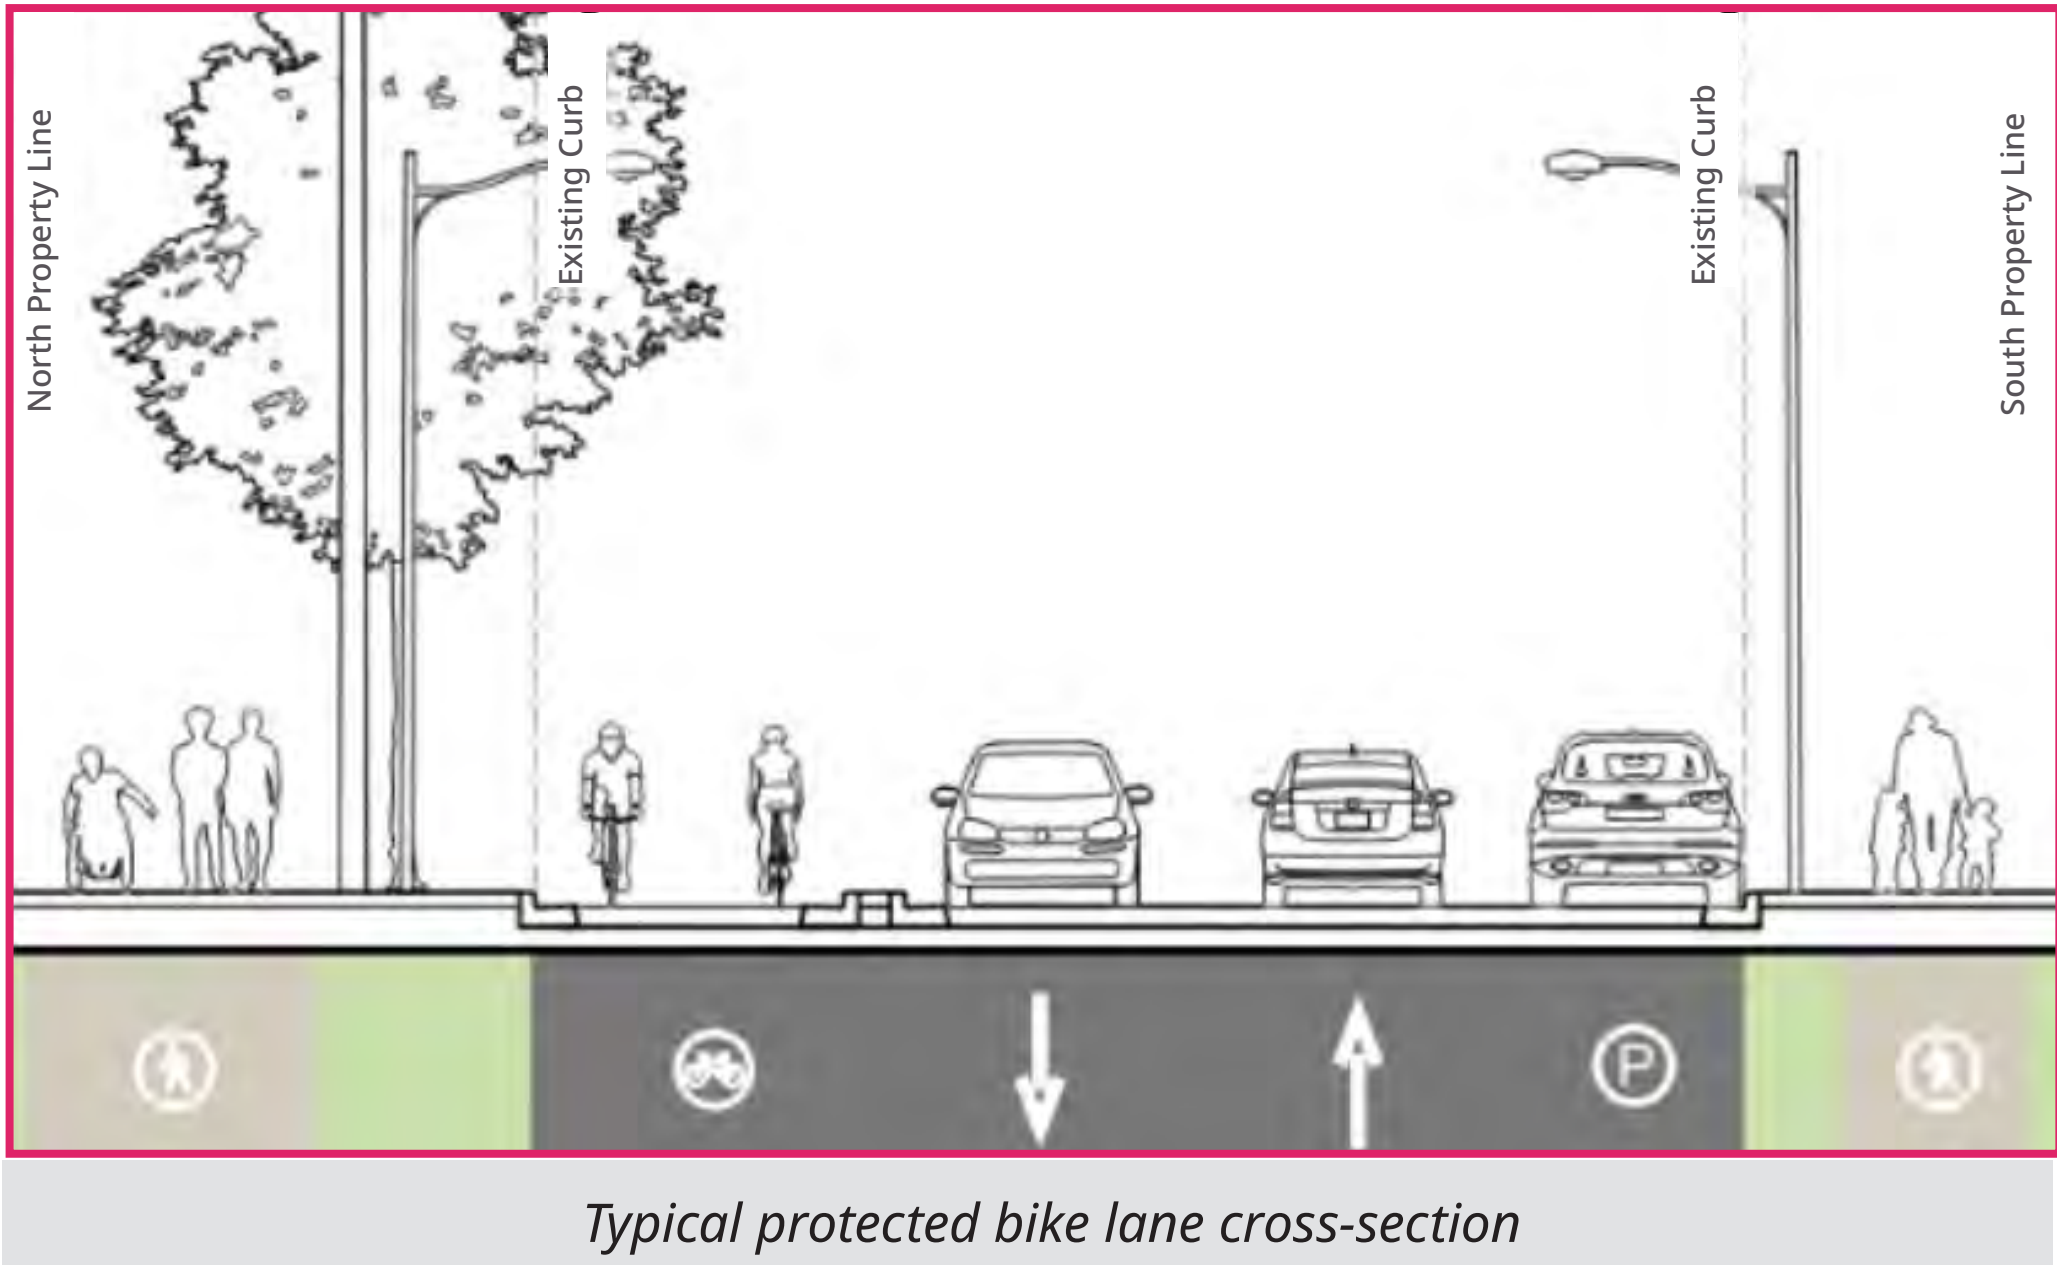 North Property Line
Existing Curb
Existing Curb
South Property Line
P
Typical protected bike lane cross-section